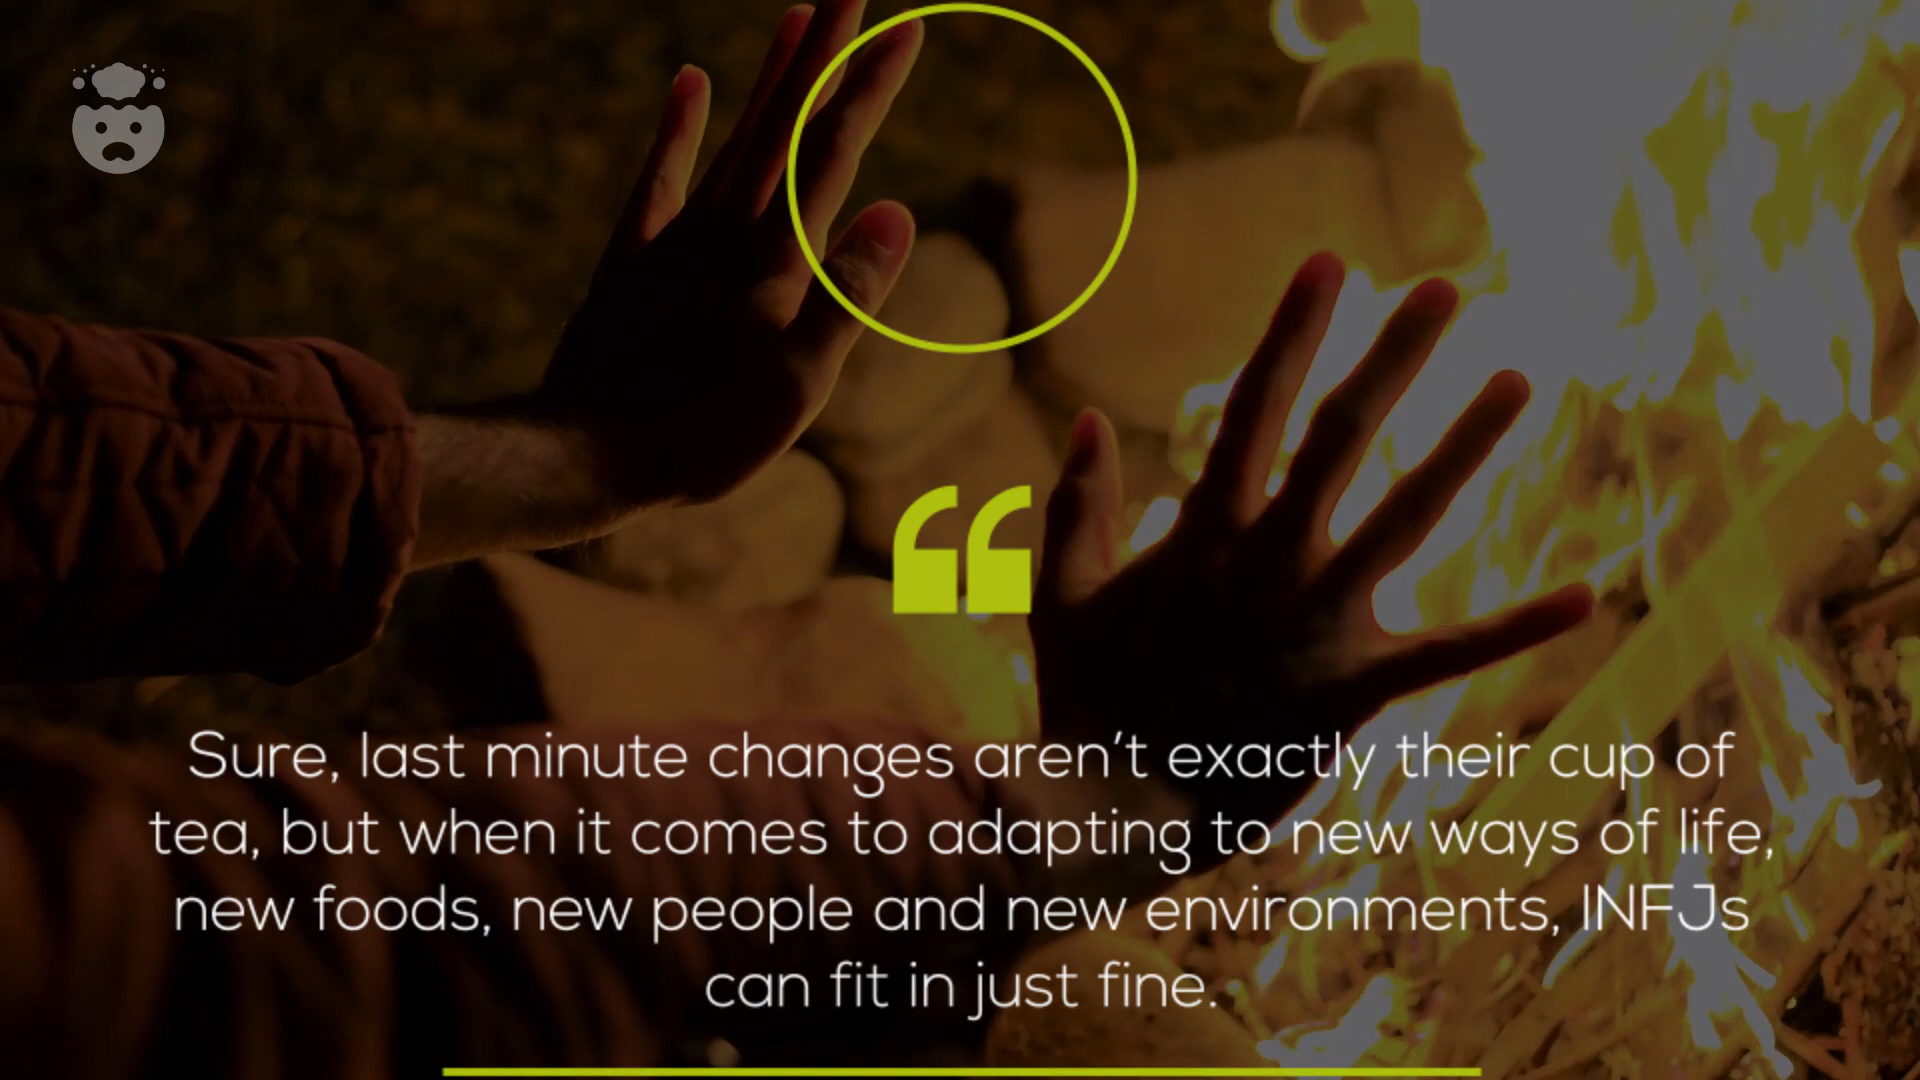 Sure, last minute changes aren’t exactly their cup of
tea, but when it comes to adapting to new ways of life,
new foods, new people and new environments, INFJs
can fit in just fine.